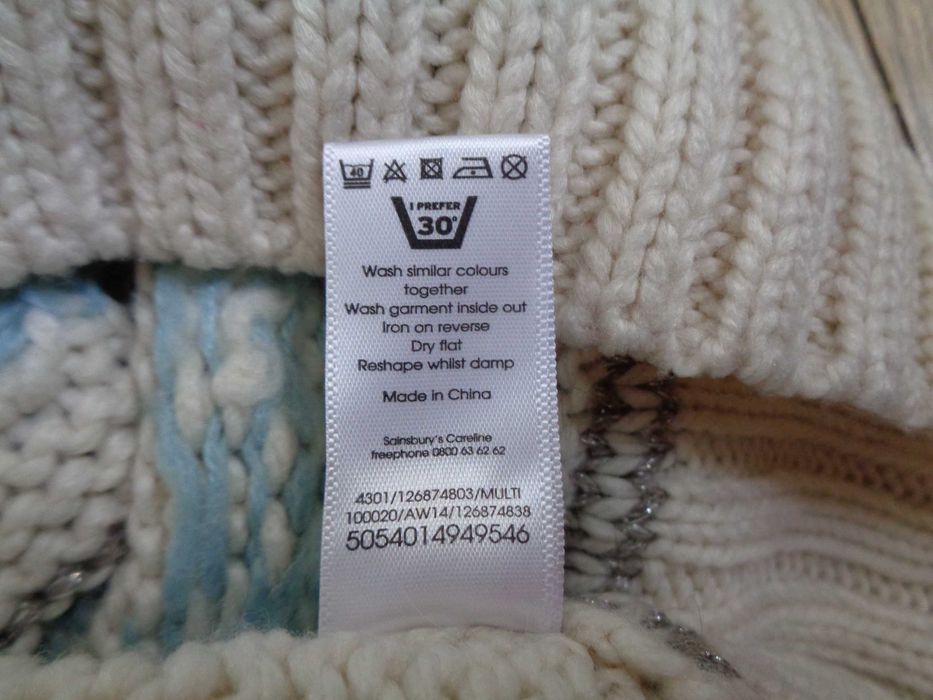 40
I PREFER
30°
Wash similar colours
together
Wash garment inside out
Iron on reverse
Dry flat
Reshape whilst damp
Made in China
Sainsbury's Careline
freephone 0800 63 62 62
4301/126874803/MULTI
100020/AW14/126874838
5054014949546